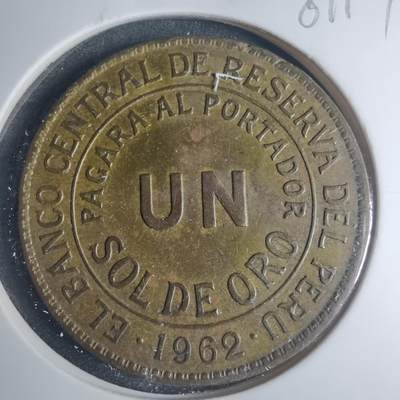 EL BANCO CENTRAL DE RESERVA DEL PERU
PAGARA AL PORTADOR
UN
SOL DE ORO
· 1962 ·